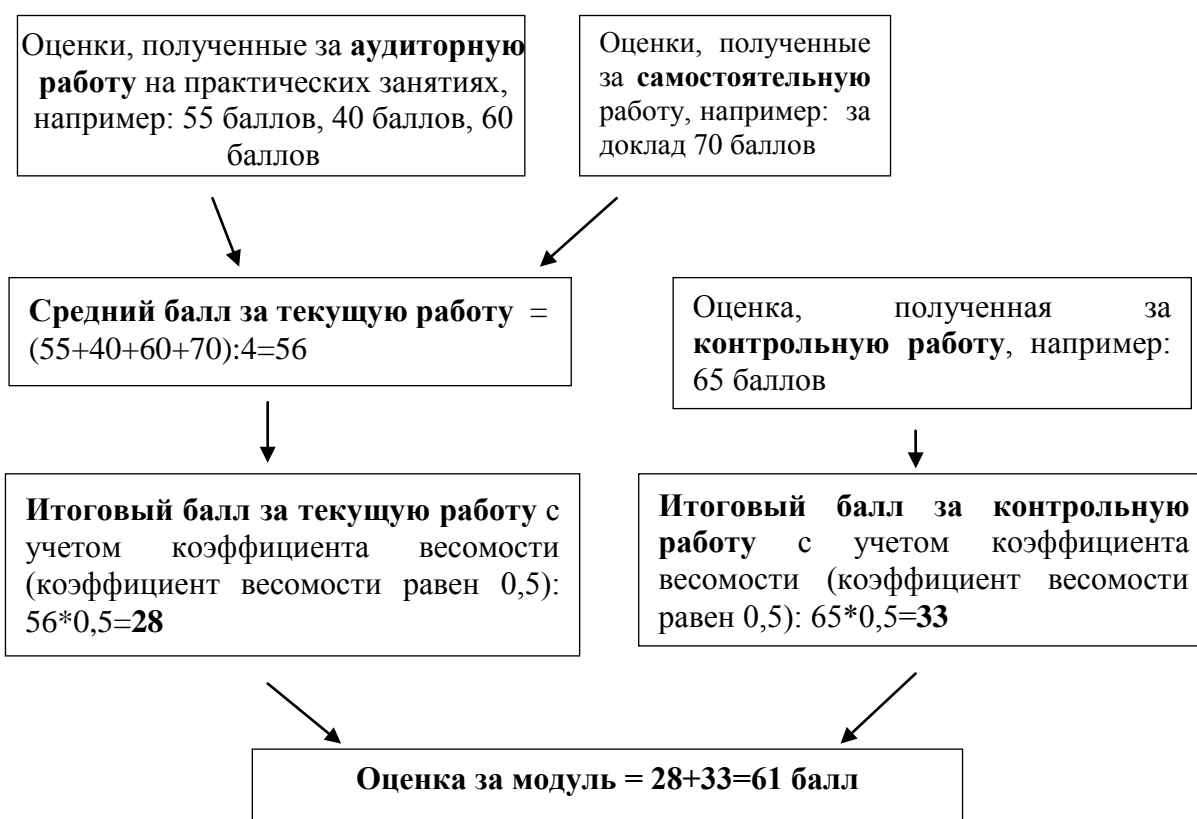 Оценки, полученные за аудиторную
работу на практических занятиях,
например: 55 баллов, 40 баллов, 60
баллов
Оценки, полученные
за самостоятельную
работу, например: за
доклад 70 баллов
Средний балл за текущую работу =
(55+40+60+70):4=56
Оценка, полученная за
контрольную работу, например:
65 баллов
Итоговый балл за текущую работу с
учетом коэффициента весомости
(коэффициент весомости равен 0,5):
56*0,5=28
Итоговый балл за контрольную
работу с учетом коэффициента
весомости (коэффициент весомости
равен 0,5): 65*0,5=33
Оценка за модуль = 28+33=61 балл